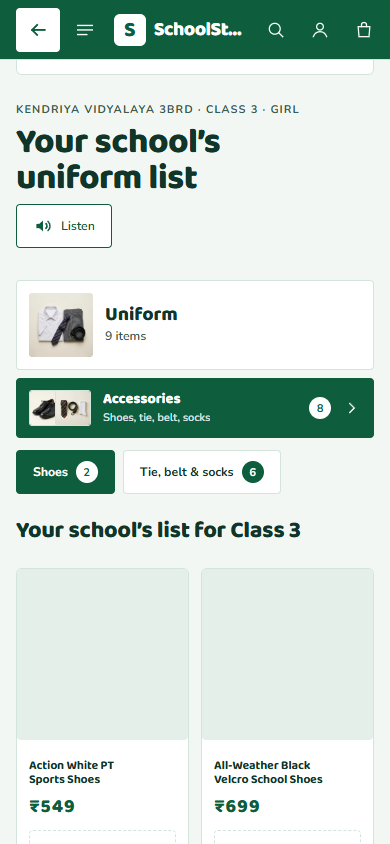 S SchoolSt...
KENDRIYA VIDYALAYA 3BRD · CLASS 3 · GIRL
Your school's
uniform list
Listen
Uniform
9 items
Accessories
Shoes, tie, belt, socks
8
Shoes 2
Tie, belt & socks 6
Your school's list for Class 3
Action White PT
Sports Shoes
₹549
All-Weather Black
Velcro School Shoes
₹699